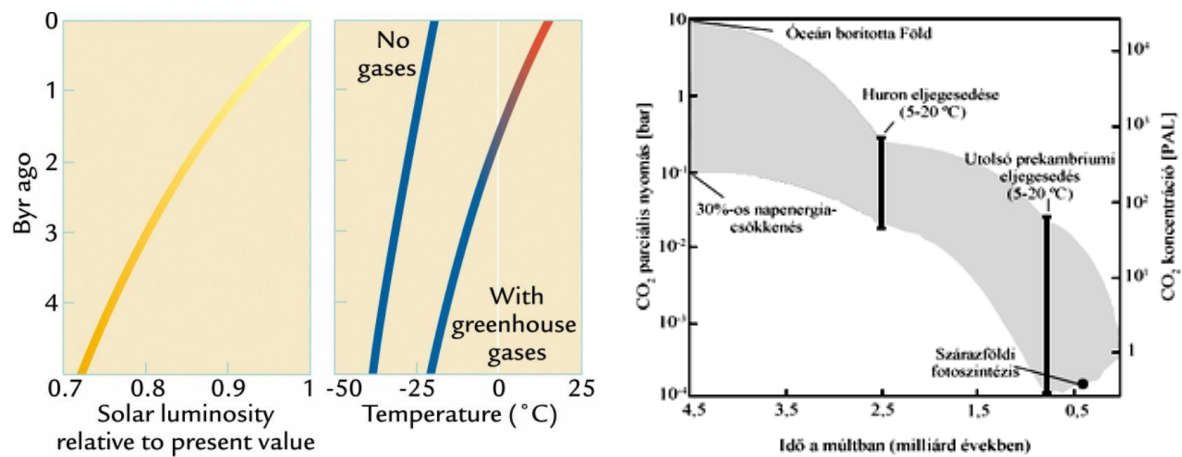 0
1
2
3
4
Byr ago
0.7 0.8 0.9 1
Solar luminosity
relative to present value
No
gases
With
greenhouse
gases
-50 -25 0 25
Temperature (°C)
CO₂ parciális nyomás [bar]
10
1
10⁻¹
10⁻²
10⁻³
10⁻⁴
Óceán borította Föld
Huron eljegesedése
(5-20 °C)
Utolsó prekambriumi
eljegesedés
(5-20 °C)
30%-os napenergia-
csökkenés
Szárazföldi
fotoszintézis
10⁴
10³
10²
10¹
1
CO₂ koncentráció [PAL]
4,5 3,5 2,5 1,5 0,5
Idő a múltban (milliárd években)